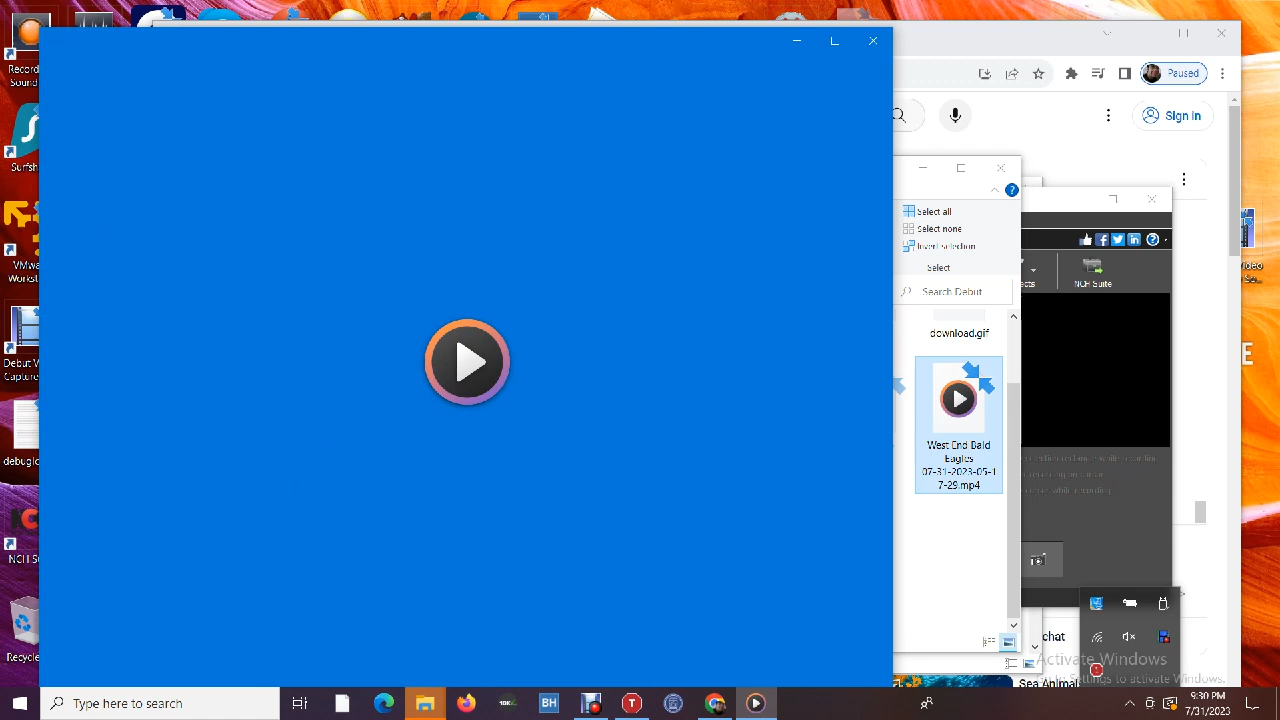 Record
Sound
Surfsh
VMwa
Workst
Debut V
Captur
debuglo
NCH S
Recycle
Paused
Sign in
Select all
Select none
Invert selection
Select
Search Debut
download.gif
West End Bald
Eagles
07-31-2023-05-1
7-29.mp4
ects
NCH Suite
chat
Sea Animal
Activate Windows
Settings to activate Windows.
Type here to search
BH
T
9:30 PM
7/31/2023